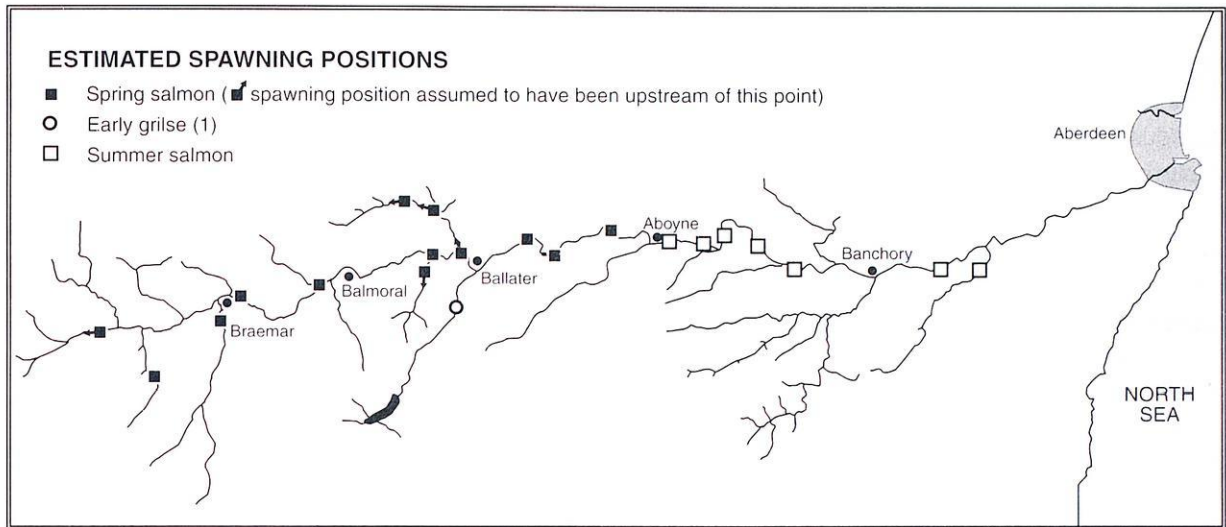 ESTIMATED SPAWNING POSITIONS
Spring salmon ( spawning position assumed to have been upstream of this point)
Early grilse (1)
Summer salmon
Aberdeen
Aboyne
Banchory
Ballater
Balmoral
Braemar
NORTH
SEA